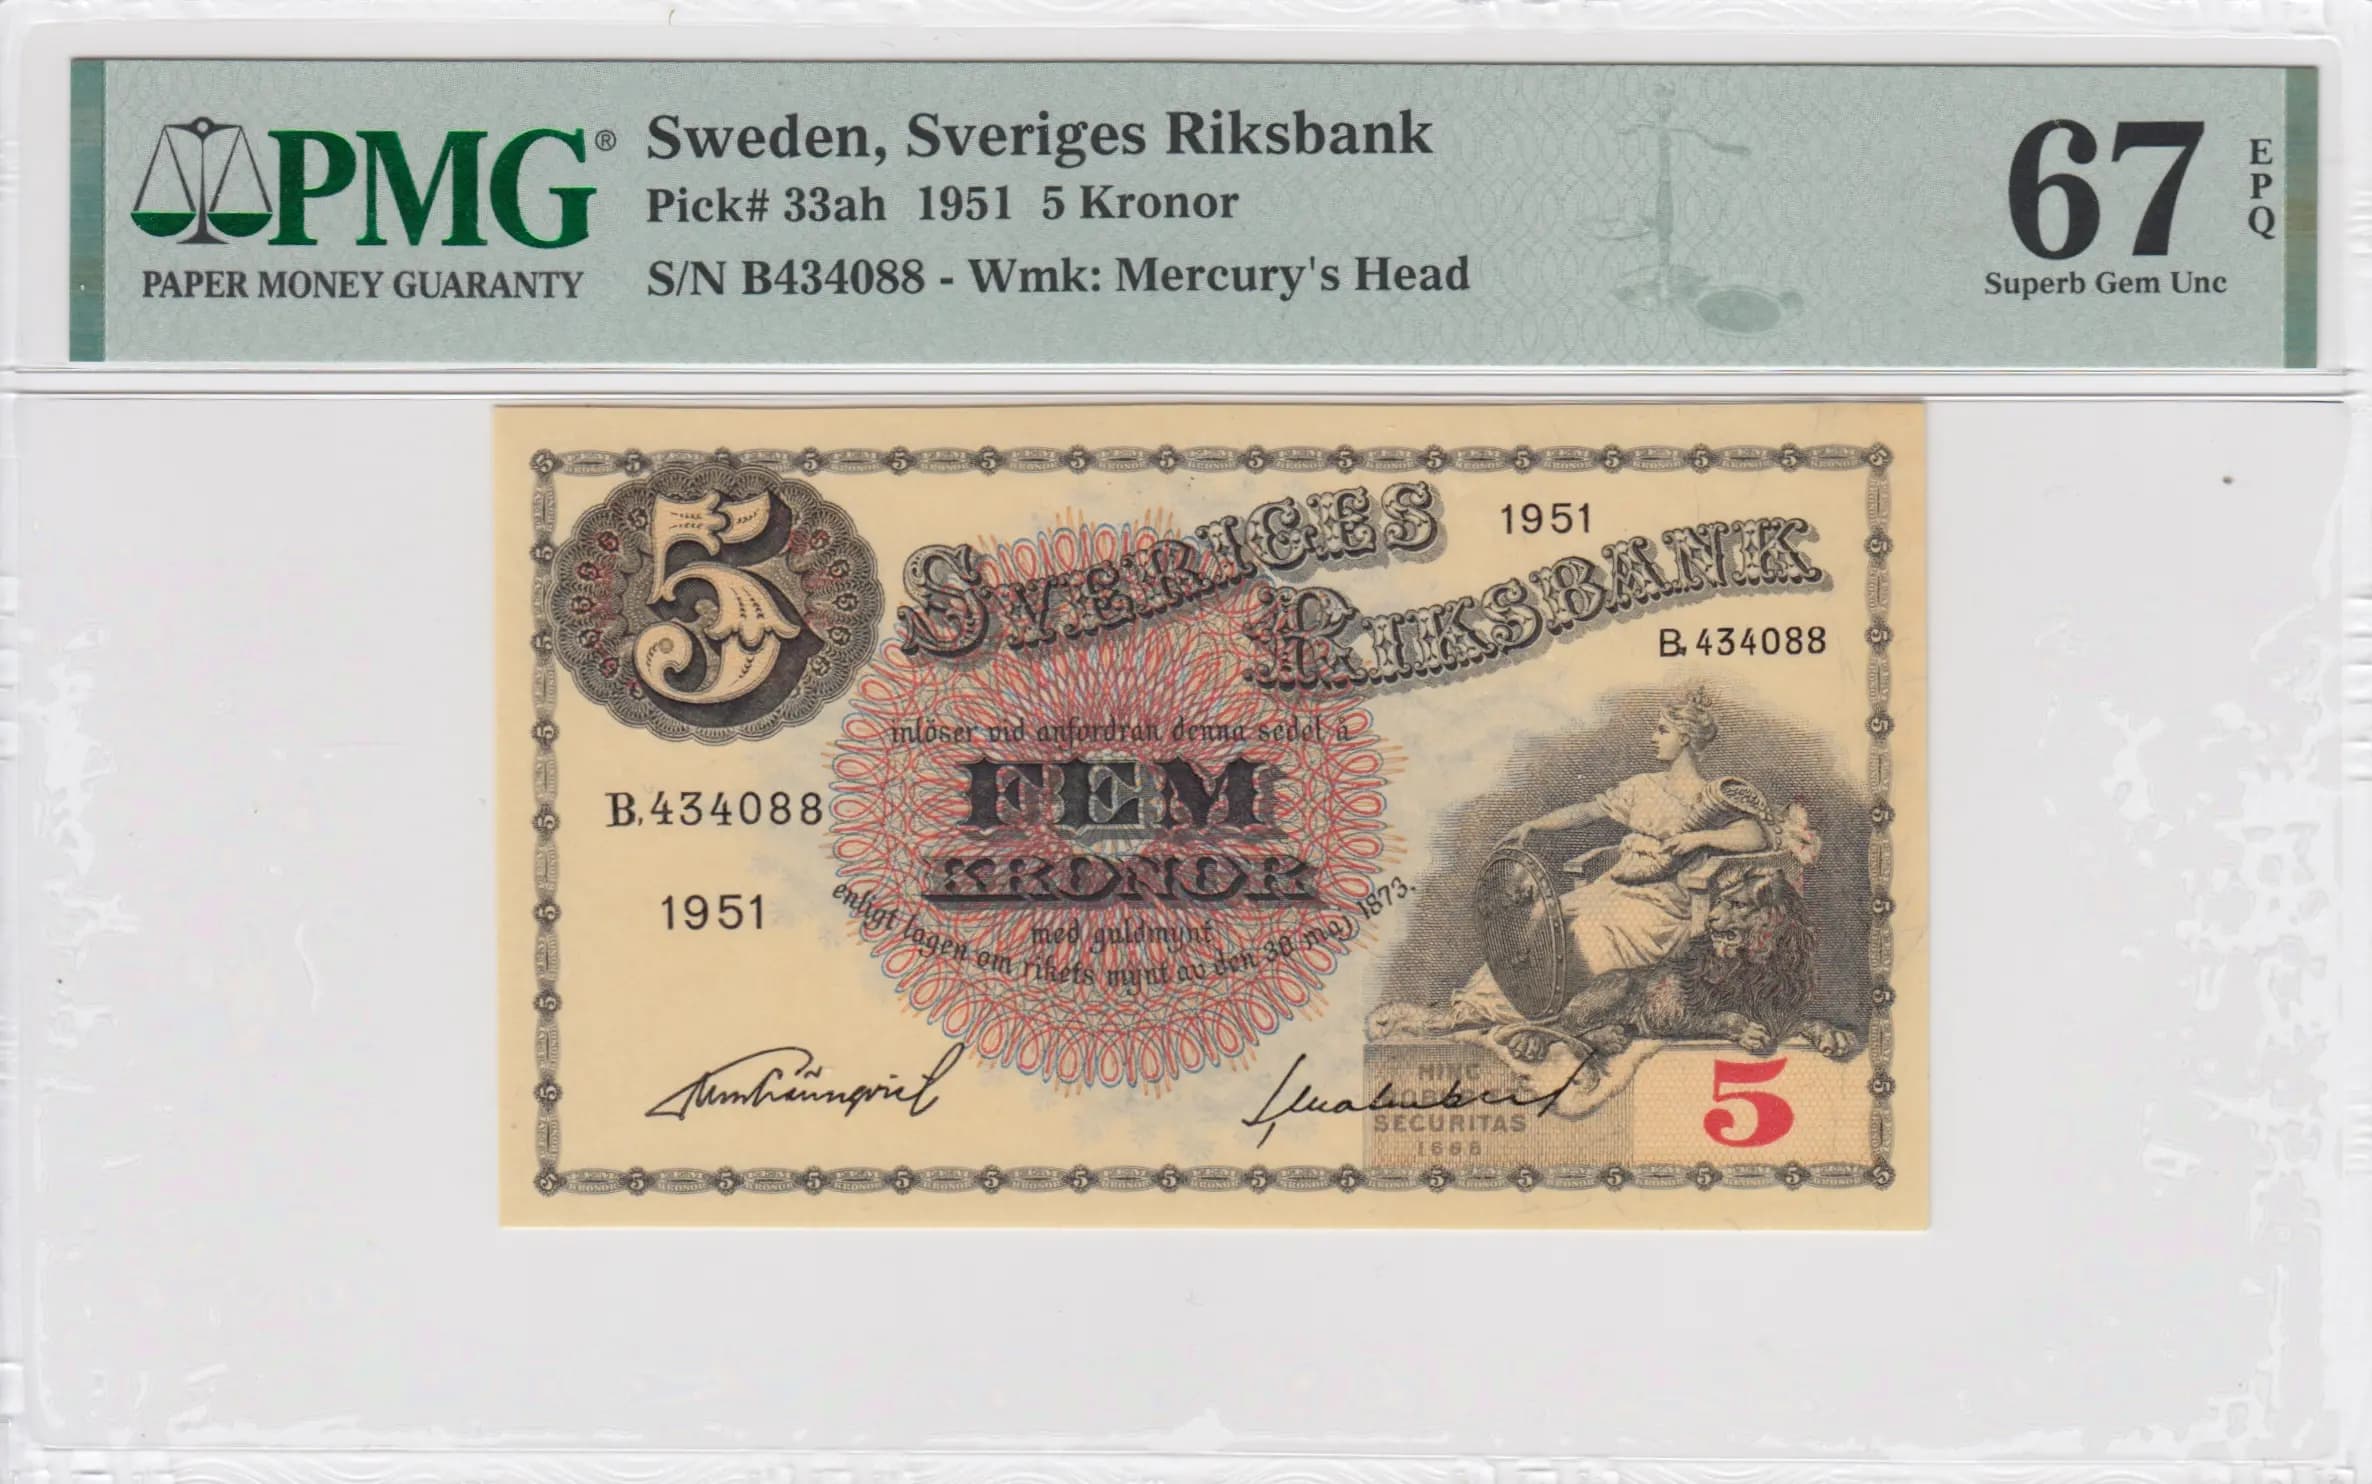 PMG®
PAPER MONEY GUARANTY
Sweden, Sveriges Riksbank
Pick# 33ah 1951 5 Kronor
S/N B434088 - Wmk: Mercury's Head
67
EPQ
Superb Gem Unc
5
SVERIGES
1951
RIKSBANK
B.434088
inlöser vid anfordran denna sedel å
FEM
B.434088
KRONOR
1951
med guldmynt
enligt lagen om rikets mynt av den 30 maj 1873.
HINC
SECURITAS
1668
5